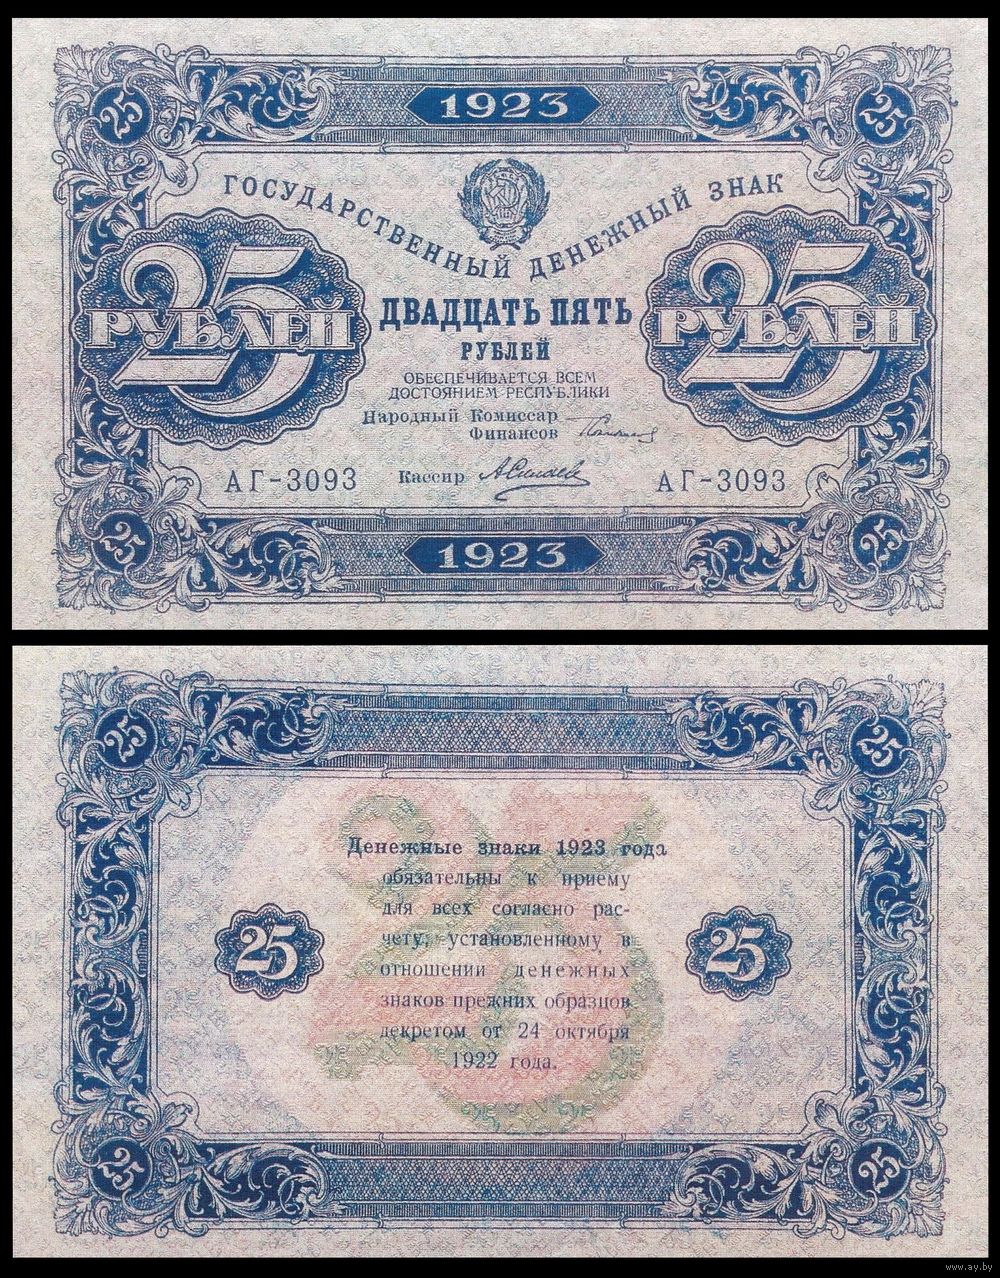 1923
25 25
ГОСУДАРСТВЕННЫЙ ДЕНЕЖНЫЙ ЗНАК
25 РУБЛЕЙ
25 РУБЛЕЙ
ДВАДЦАТЬ ПЯТЬ
РУБЛЕЙ
ОБЕСПЕЧИВАЕТСЯ ВСЕМ
ДОСТОЯНИЕМ РЕСПУБЛИКИ
Народный Комиссар
Финансов
АГ-3093 Кассир АГ-3093
25 25
1923
25 25
Денежные знаки 1923 года
обязательны к приему
для всех согласно рас-
чету, установленному в
отношении денежных
знаков прежних образцов
декретом от 24 октября
1922 года.
25 25
25 25
www.ay.by